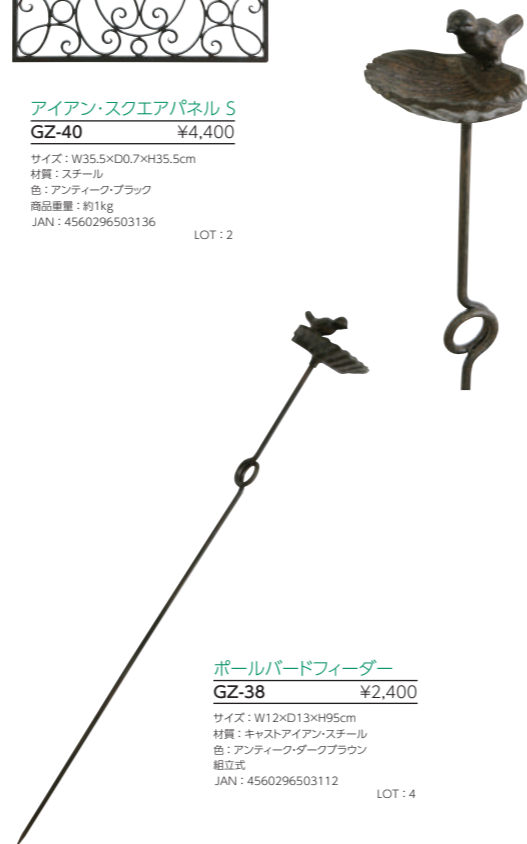 アイアン・スクエアパネル S
GZ-40 ¥4,400
サイズ：W35.5×D0.7×H35.5cm
材質：スチール
色：アンティーク・ブラック
商品重量：約1kg
JAN：4560296503136
LOT：2
ポールバードフィーダー
GZ-38 ¥2,400
サイズ：W12×D13×H95cm
材質：キャストアイアン・スチール
色：アンティーク・ダークブラウン
組立式
JAN：4560296503112
LOT：4